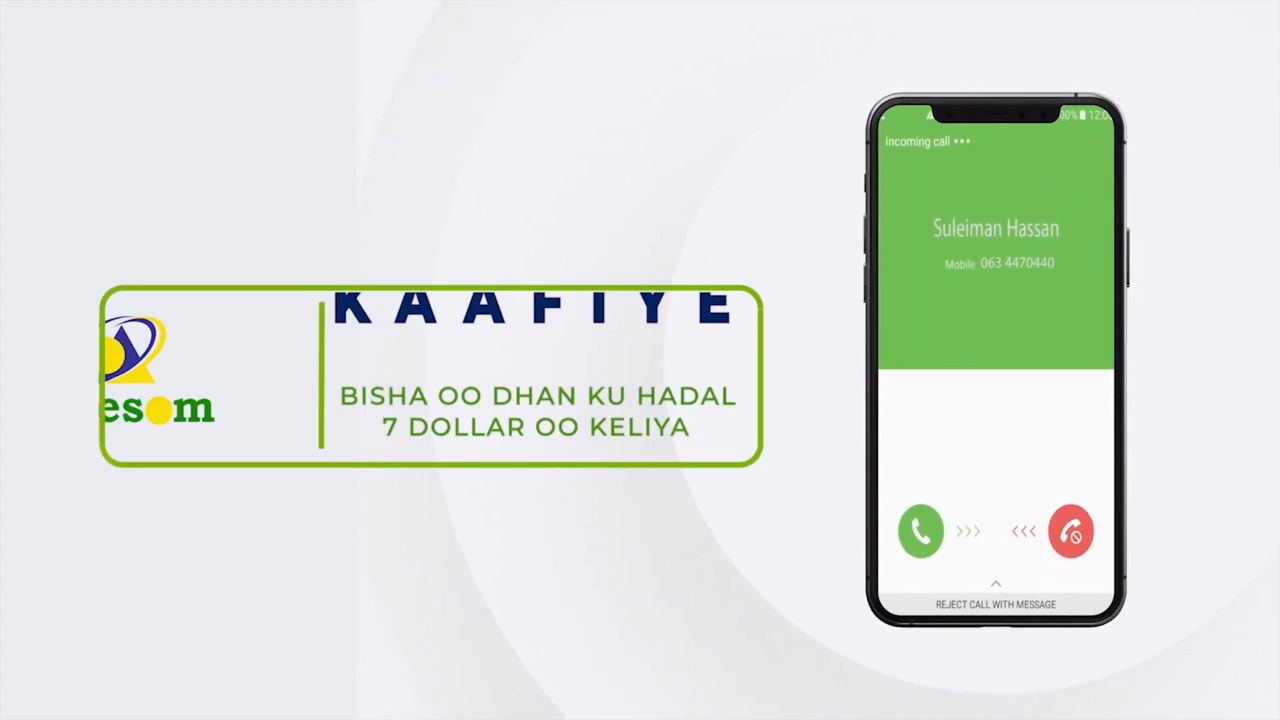 KAAFIYE
esom
BISHA OO DHAN KU HADAL
7 DOLLAR OO KELIYA
Incoming call •••
Suleiman Hassan
Mobile 063 4470440
REJECT CALL WITH MESSAGE